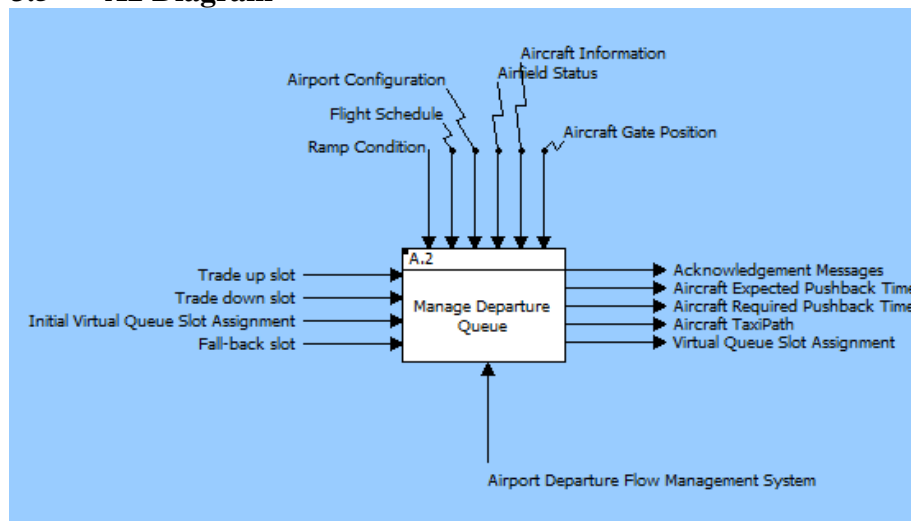 Aircraft Information
Airfield Status
Airport Configuration
Flight Schedule
Aircraft Gate Position
Ramp Condition
A.2
Manage Departure
Queue
Trade up slot
Trade down slot
Initial Virtual Queue Slot Assignment
Fall-back slot
Acknowledgement Messages
Aircraft Expected Pushback Time
Aircraft Required Pushback Time
Aircraft TaxiPath
Virtual Queue Slot Assignment
Airport Departure Flow Management System